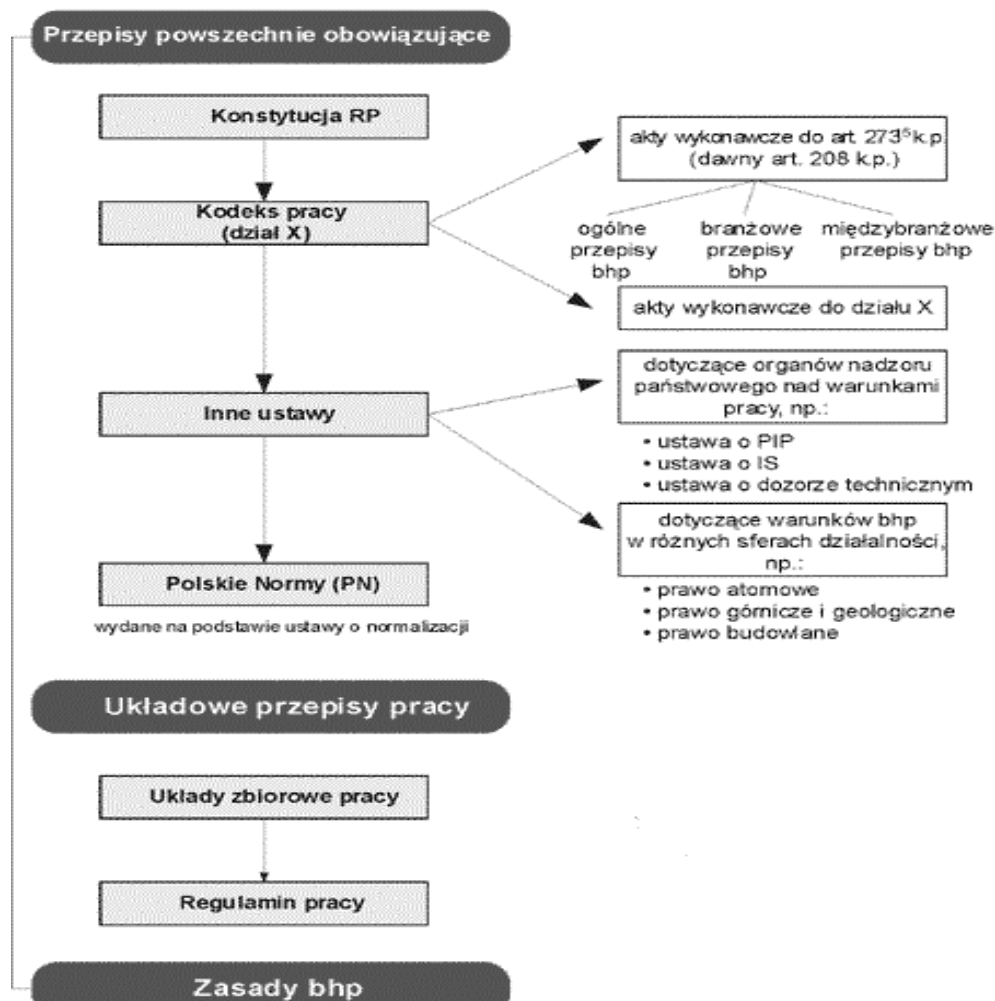 Przepisy powszechnie obowiązujące
Konstytucja RP
Kodeks pracy
(dział X)
akty wykonawcze do art. 273⁵ k.p.
(dawny art. 208 k.p.)
ogólne
przepisy
bhp
branżowe
przepisy
bhp
międzybranżowe
przepisy bhp
akty wykonawcze do działu X
Inne ustawy
dotyczące organów nadzoru
państwowego nad warunkami
pracy, np.:
• ustawa o PIP
• ustawa o IS
• ustawa o dozorze technicznym
dotyczące warunków bhp
w różnych sferach działalności,
np.:
• prawo atomowe
• prawo górnicze i geologiczne
• prawo budowlane
Polskie Normy (PN)
wydane na podstawie ustawy o normalizacji
Układowe przepisy pracy
Układy zbiorowe pracy
Regulamin pracy
Zasady bhp